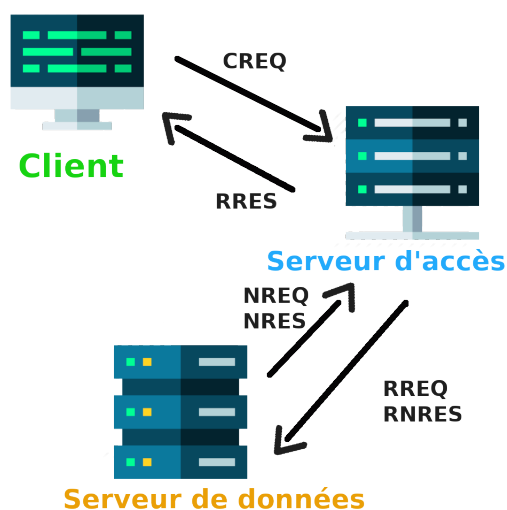 CREQ
Client
RRES
Serveur d'accès
NREQ
NRES
RREQ
RNRES
Serveur de données